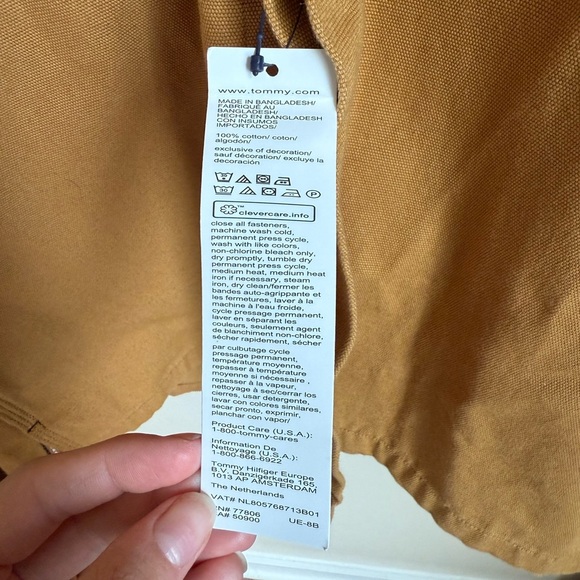 www.tommy.com
MADE IN BANGLADESH/
FABRIQUÉ AU
BANGLADESH/
HECHO EN BANGLADESH
CON INSUMOS
IMPORTADOS/
100% cotton/ coton/
algodón/
exclusive of decoration/
sauf décoration/ excluye la
decoración
30
P
™
clevercare.info
close all fasteners,
machine wash cold,
permanent press cycle,
wash with like colors,
non-chlorine bleach only,
dry promptly, tumble dry
permanent press cycle,
medium heat, medium heat
iron if necessary, steam
iron, dry clean/fermer les
bandes auto-agrippante et
les fermetures, laver à la
machine à l'eau froide,
cycle pressage permanent,
laver en séparant les
couleurs, seulement agent
de blanchiment non-chlore,
sécher rapidement, sécher
par culbutage cycle
pressage permanent,
température moyenne,
repasser à température
moyenne si nécessaire ,
repasser à la vapeur,
nettoyage à sec/cerrar los
cierres, usar detergente,
lavar con colores similares,
secar pronto, exprimir,
planchar con vapor/
Product Care (U.S.A.):
1-800-tommy-cares
Information De
Nettoyage (U.S.A.):
1-800-866-6922
Tommy Hilfiger Europe
B.V. Danzigerkade 165,
1013 AP AMSTERDAM
The Netherlands
VAT# NL805768713B01
RN# 77806
CA# 50900 UE-8B